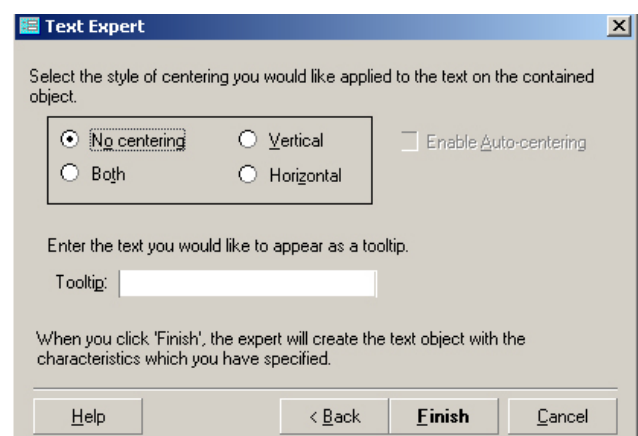 Text Expert
Select the style of centering you would like applied to the text on the contained
object.
No centering Vertical Enable Auto-centering
Both Horizontal
Enter the text you would like to appear as a tooltip.
Tooltip:
When you click 'Finish', the expert will create the text object with the
characteristics which you have specified.
Help < Back Finish Cancel